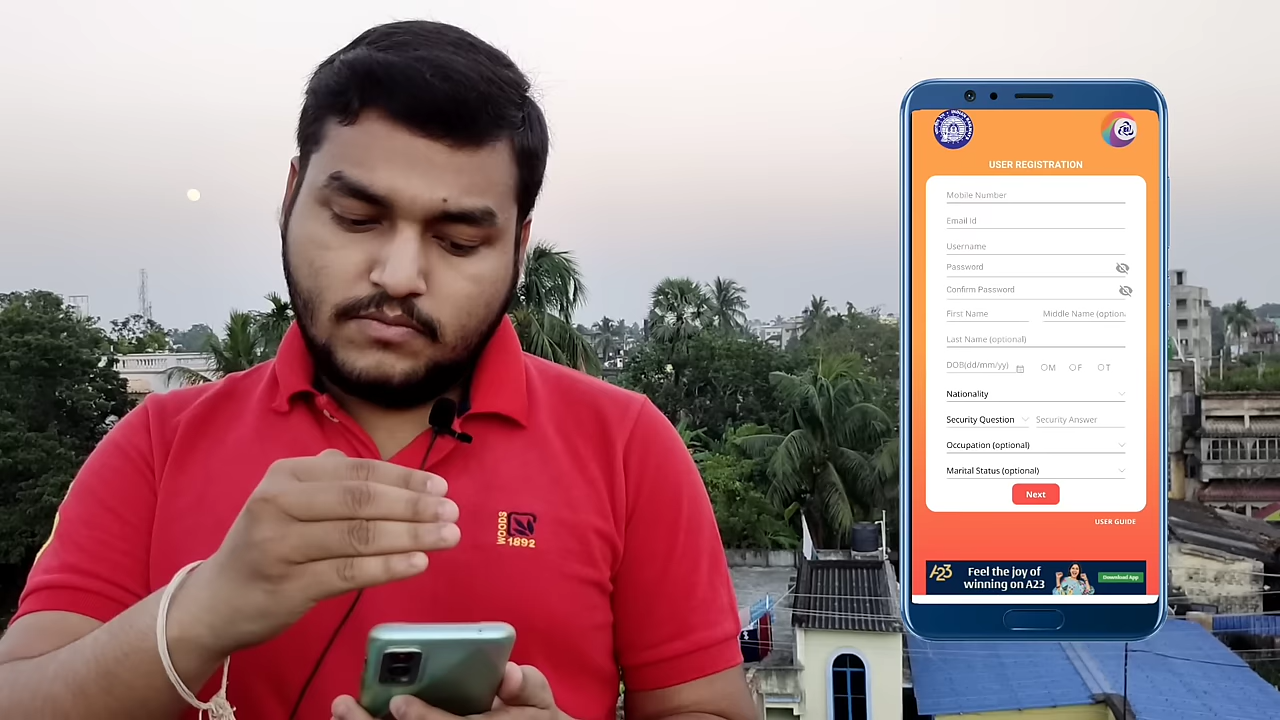 WOODS
1892
USER REGISTRATION
Mobile Number
Email Id
Username
Password
Confirm Password
First Name
Middle Name (option
Last Name (optional)
DOB(dd/mm/yy)
M
F
T
Nationality
Security Question
Security Answer
Occupation (optional)
Marital Status (optional)
Next
USER GUIDE
A23
Feel the joy of
winning on A23
Download App